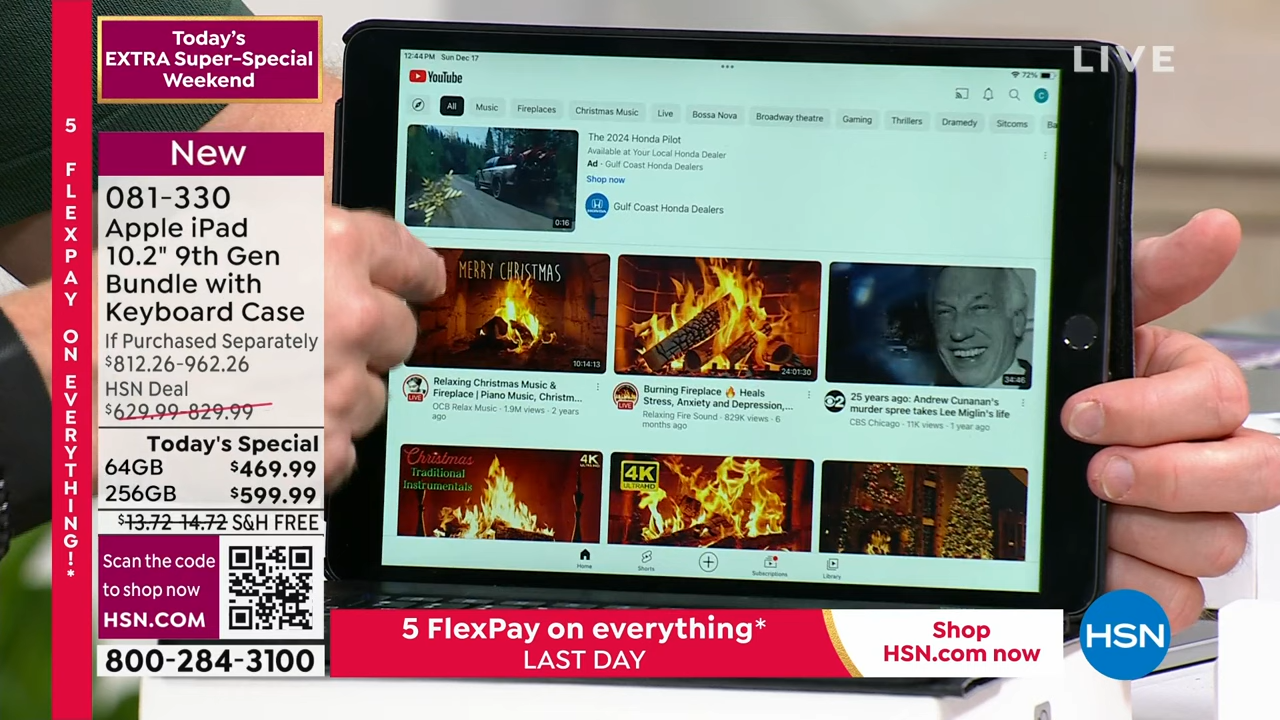 Today's
EXTRA Super-Special
Weekend
5 FLEXPAY ON EVERYTHING!*
New
081-330
Apple iPad
10.2" 9th Gen
Bundle with
Keyboard Case
If Purchased Separately
$812.26-962.26
HSN Deal
$629.99-829.99
Today's Special
64GB $469.99
256GB $599.99
$13.72-14.72 S&H FREE
Scan the code
to shop now
HSN.COM
800-284-3100
LIVE
12:44 PM Sun Dec 17
72%
YouTube
All Music Fireplaces Christmas Music Live Bossa Nova Broadway theatre Gaming Thrillers Dramedy Sitcoms Ba
The 2024 Honda Pilot
Available at Your Local Honda Dealer
Ad · Gulf Coast Honda Dealers
Shop now
Gulf Coast Honda Dealers
0:16
MERRY CHRISTMAS
10:14:13
24:01:30
34:46
LIVE
Relaxing Christmas Music &
Fireplace | Piano Music, Christm...
OCB Relax Music · 1.9M views · 2 years
ago
LIVE
Burning Fireplace 🔥 Heals
Stress, Anxiety and Depression,...
Relaxing Fire Sound · 829K views · 6
months ago
2
25 years ago: Andrew Cunanan's
murder spree takes Lee Miglin's life
CBS Chicago · 11K views · 1 year ago
Christmas
Traditional
Instrumentals
4K
4K
ULTRAHD
Home Shorts Subscriptions Library
5 FlexPay on everything*
LAST DAY
Shop
HSN.com now
HSN